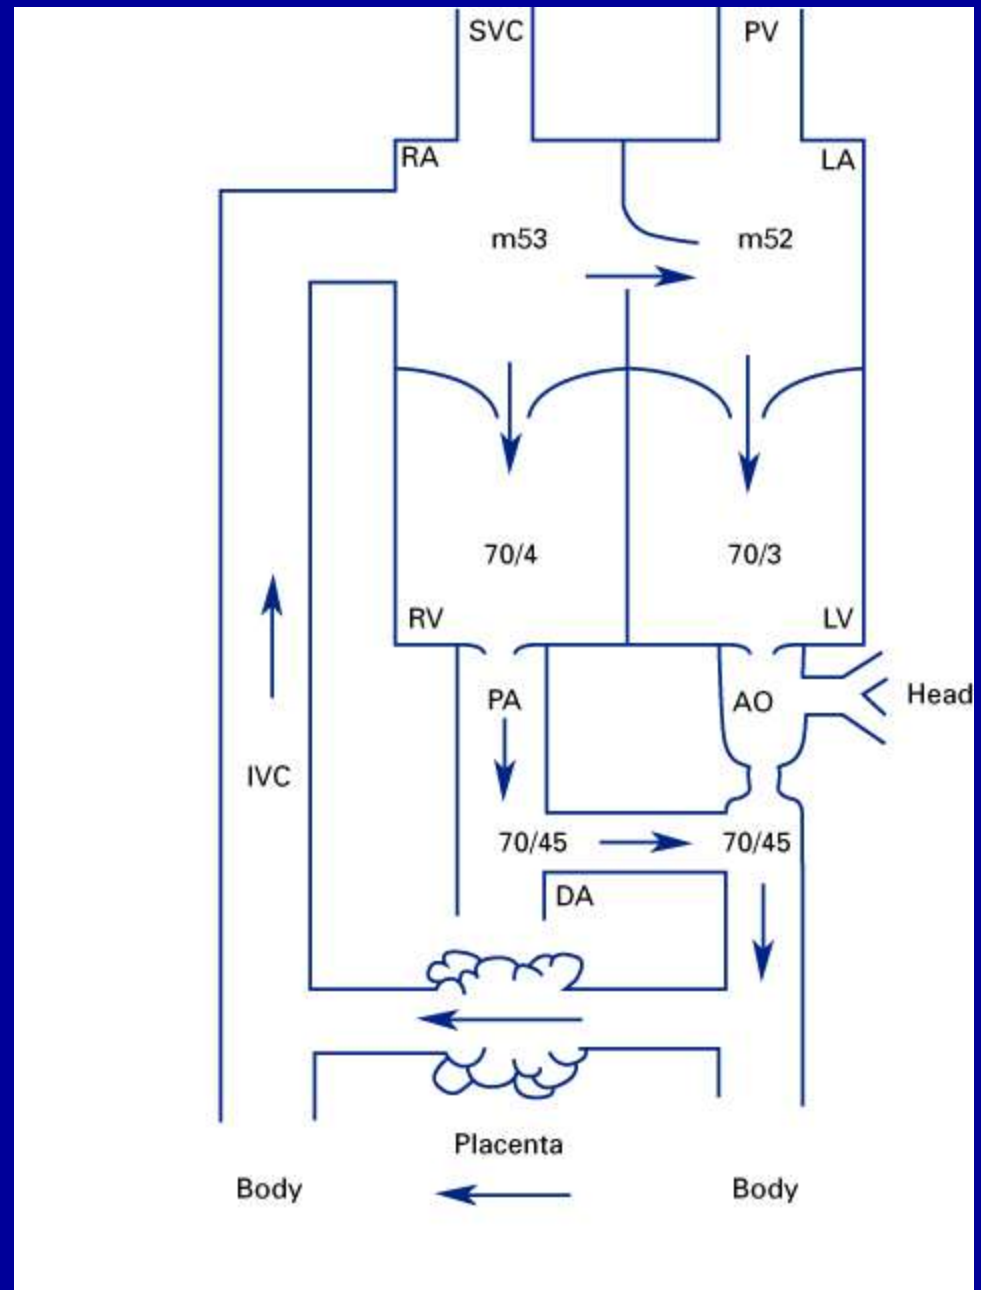 SVC PV
RA LA
m53 m52
70/4 70/3
RV LV
PA AO Head
IVC
70/45 70/45
DA
Placenta
Body Body